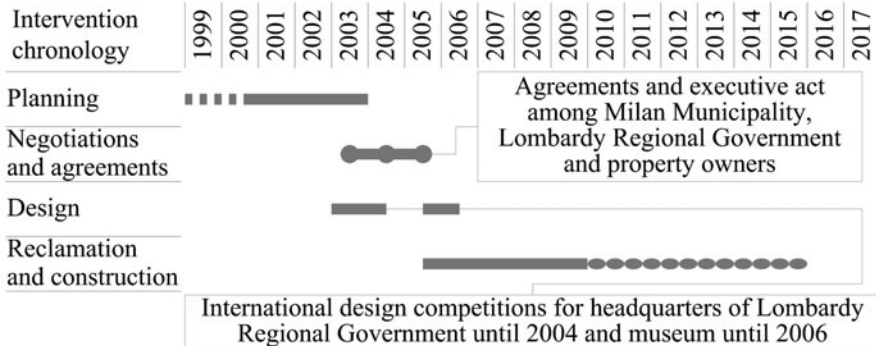 Intervention
chronology
1999 2000 2001 2002 2003 2004 2005 2006 2007 2008 2009 2010 2011 2012 2013 2014 2015 2016 2017
Planning
Agreements and executive act
among Milan Municipality,
Lombardy Regional Government
and property owners
Negotiations
and agreements
Design
Reclamation
and construction
International design competitions for headquarters of Lombardy
Regional Government until 2004 and museum until 2006